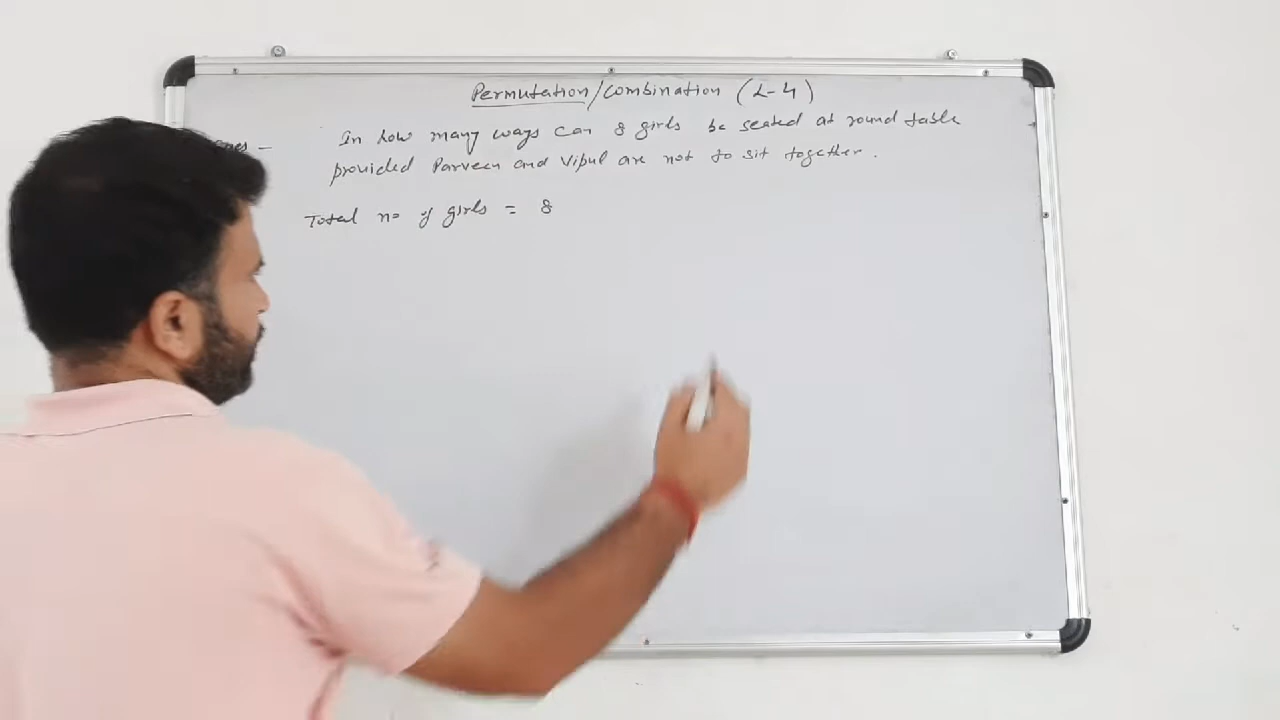 Permutation/Combination (L-4)
In how many ways can 8 girls be seated at round table
provided Parveen and Vipul are not to sit together.
Total no of girls = 8